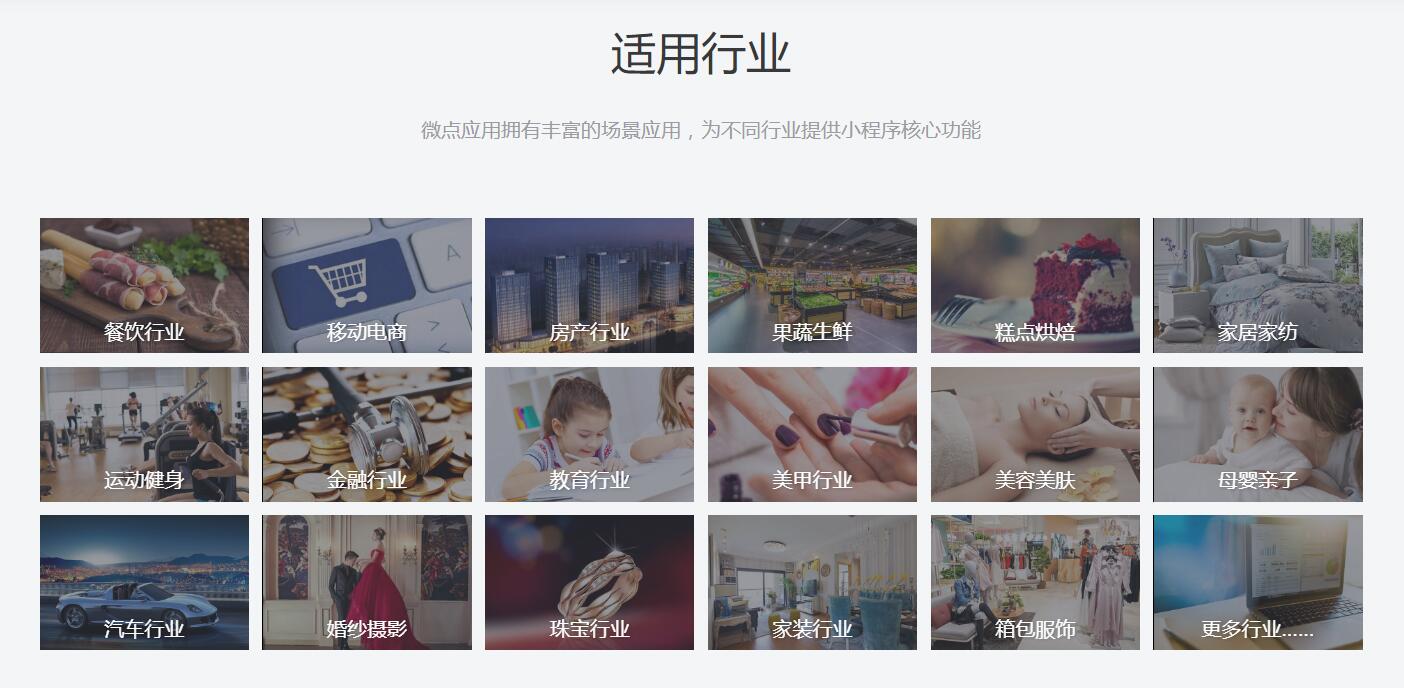 适用行业
微点应用拥有丰富的场景应用，为不同行业提供小程序核心功能
餐饮行业
移动电商
房产行业
果蔬生鲜
糕点烘焙
家居家纺
运动健身
金融行业
教育行业
美甲行业
美容美肤
母婴亲子
汽车行业
婚纱摄影
珠宝行业
家装行业
箱包服饰
更多行业......